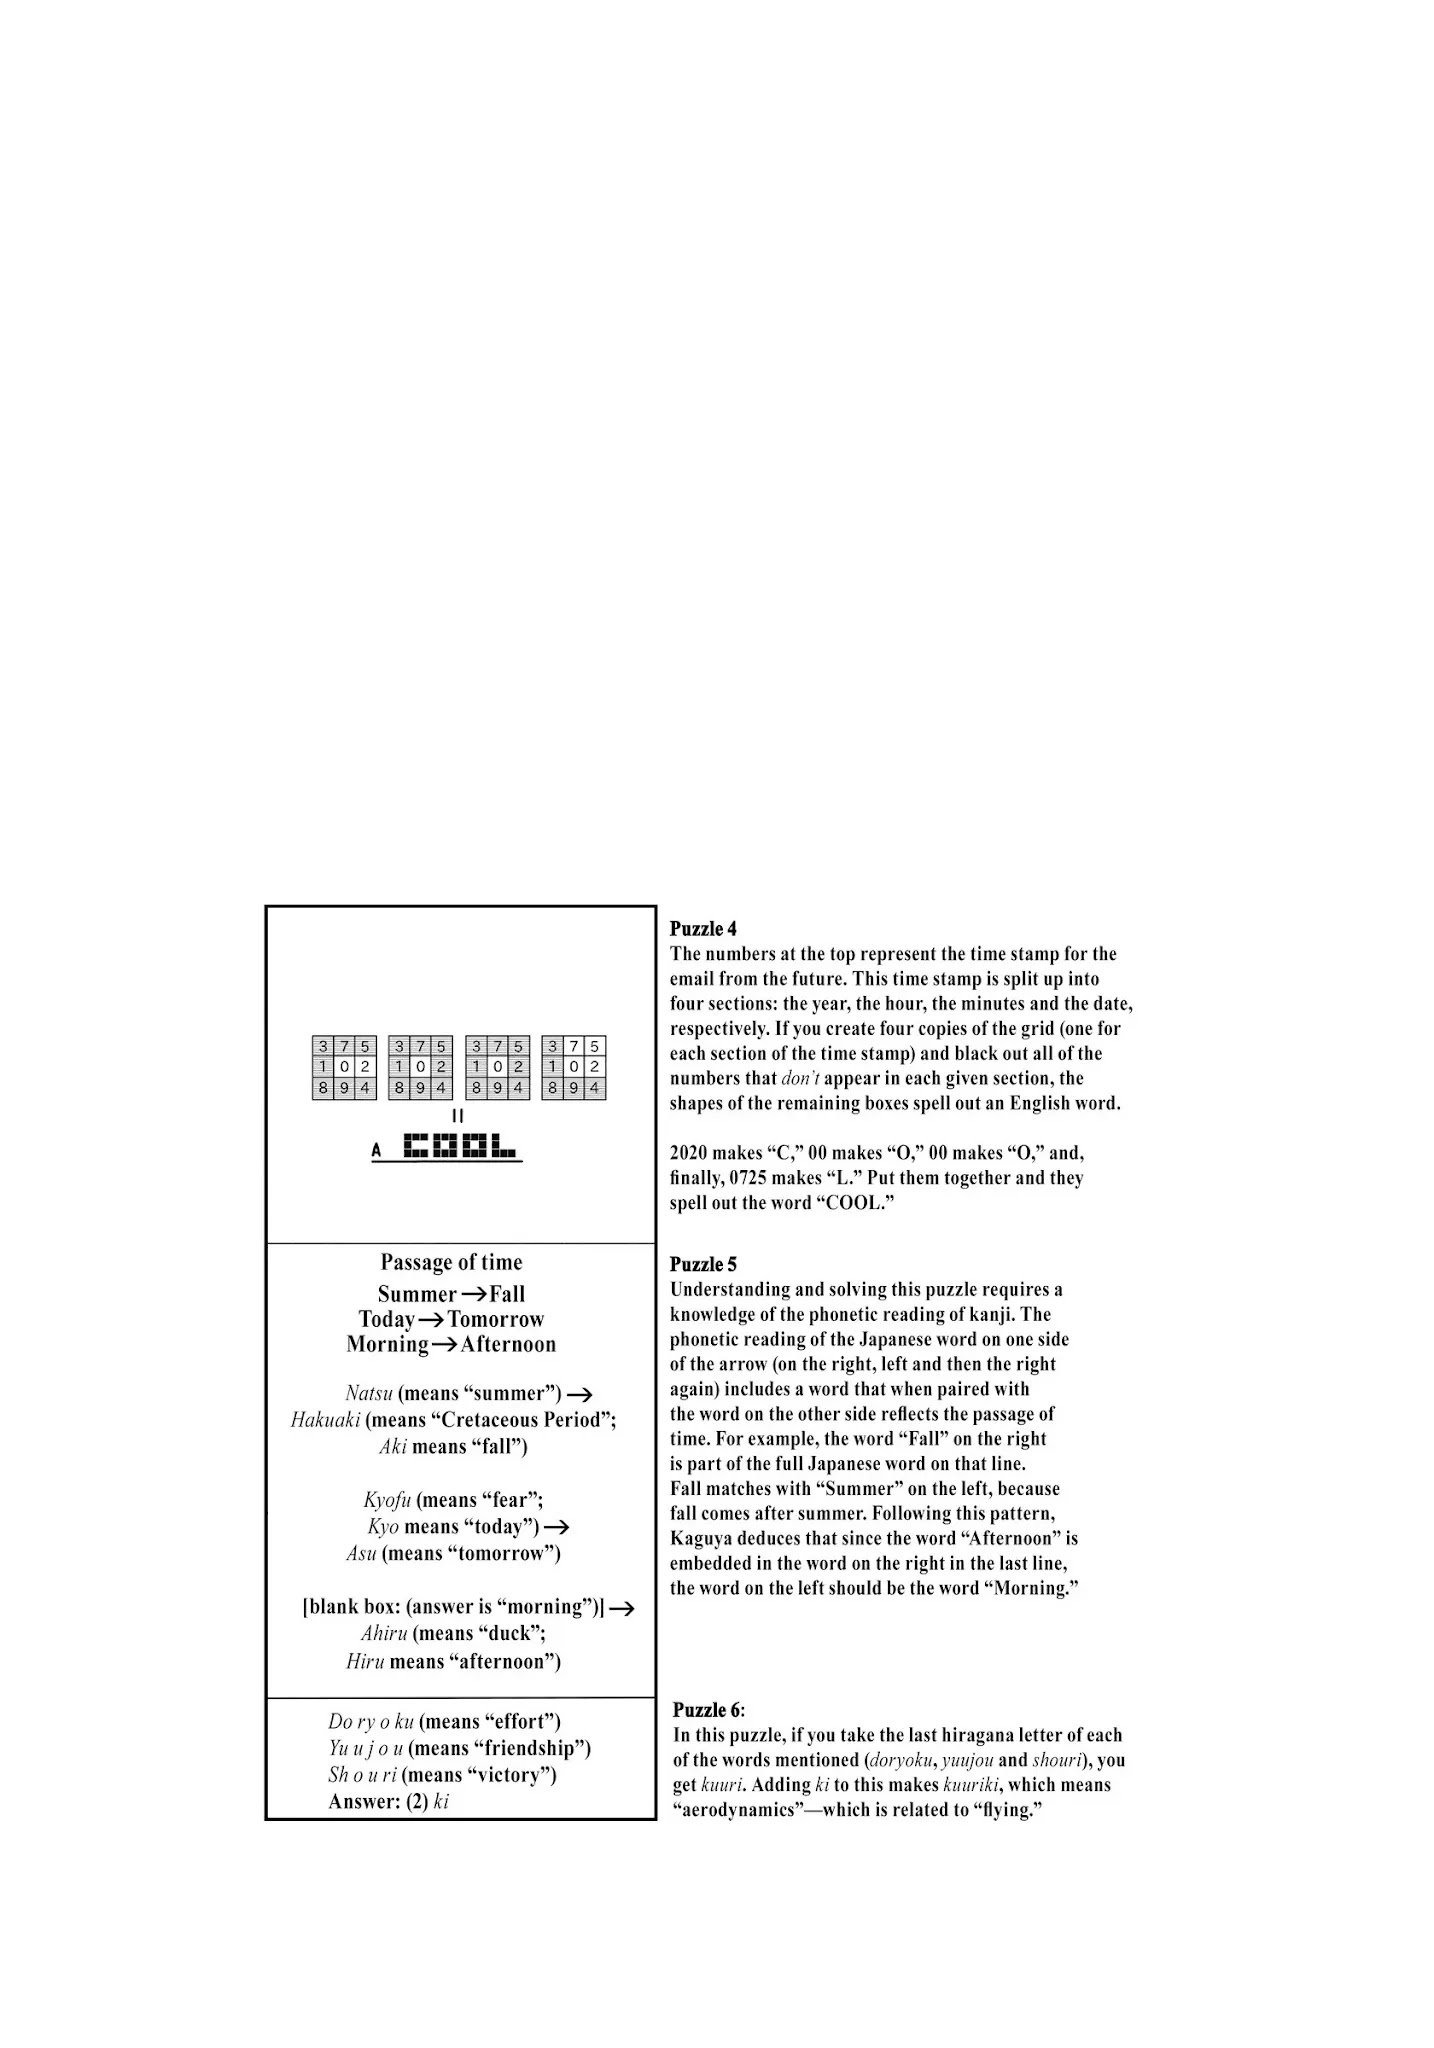 3 7 5 3 7 5 3 7 5 3 7 5
1 0 2 1 0 2 1 0 2 1 0 2
8 9 4 8 9 4 8 9 4 8 9 4
A COOL
Puzzle 4
The numbers at the top represent the time stamp for the
email from the future. This time stamp is split up into
four sections: the year, the hour, the minutes and the date,
respectively. If you create four copies of the grid (one for
each section of the time stamp) and black out all of the
numbers that don't appear in each given section, the
shapes of the remaining boxes spell out an English word.
2020 makes “C,” 00 makes “O,” 00 makes “O,” and,
finally, 0725 makes “L.” Put them together and they
spell out the word “COOL.”
Passage of time
Summer→Fall
Today→Tomorrow
Morning→Afternoon
Natsu (means “summer”)→
Hakuaki (means “Cretaceous Period”;
Aki means “fall”)
Kyofu (means “fear”;
Kyo means “today”)→
Asu (means “tomorrow”)
[blank box: (answer is “morning”)]→
Ahiru (means “duck”;
Hiru means “afternoon”)
Puzzle 5
Understanding and solving this puzzle requires a
knowledge of the phonetic reading of kanji. The
phonetic reading of the Japanese word on one side
of the arrow (on the right, left and then the right
again) includes a word that when paired with
the word on the other side reflects the passage of
time. For example, the word “Fall” on the right
is part of the full Japanese word on that line.
Fall matches with “Summer” on the left, because
fall comes after summer. Following this pattern,
Kaguya deduces that since the word “Afternoon” is
embedded in the word on the right in the last line,
the word on the left should be the word “Morning.”
Do ry o ku (means “effort”)
Yu u j o u (means “friendship”)
Sh o u ri (means “victory”)
Answer: (2) ki
Puzzle 6:
In this puzzle, if you take the last hiragana letter of each
of the words mentioned (doryoku, yuujou and shouri), you
get kuuri. Adding ki to this makes kuuriki, which means
“aerodynamics”—which is related to “flying.”